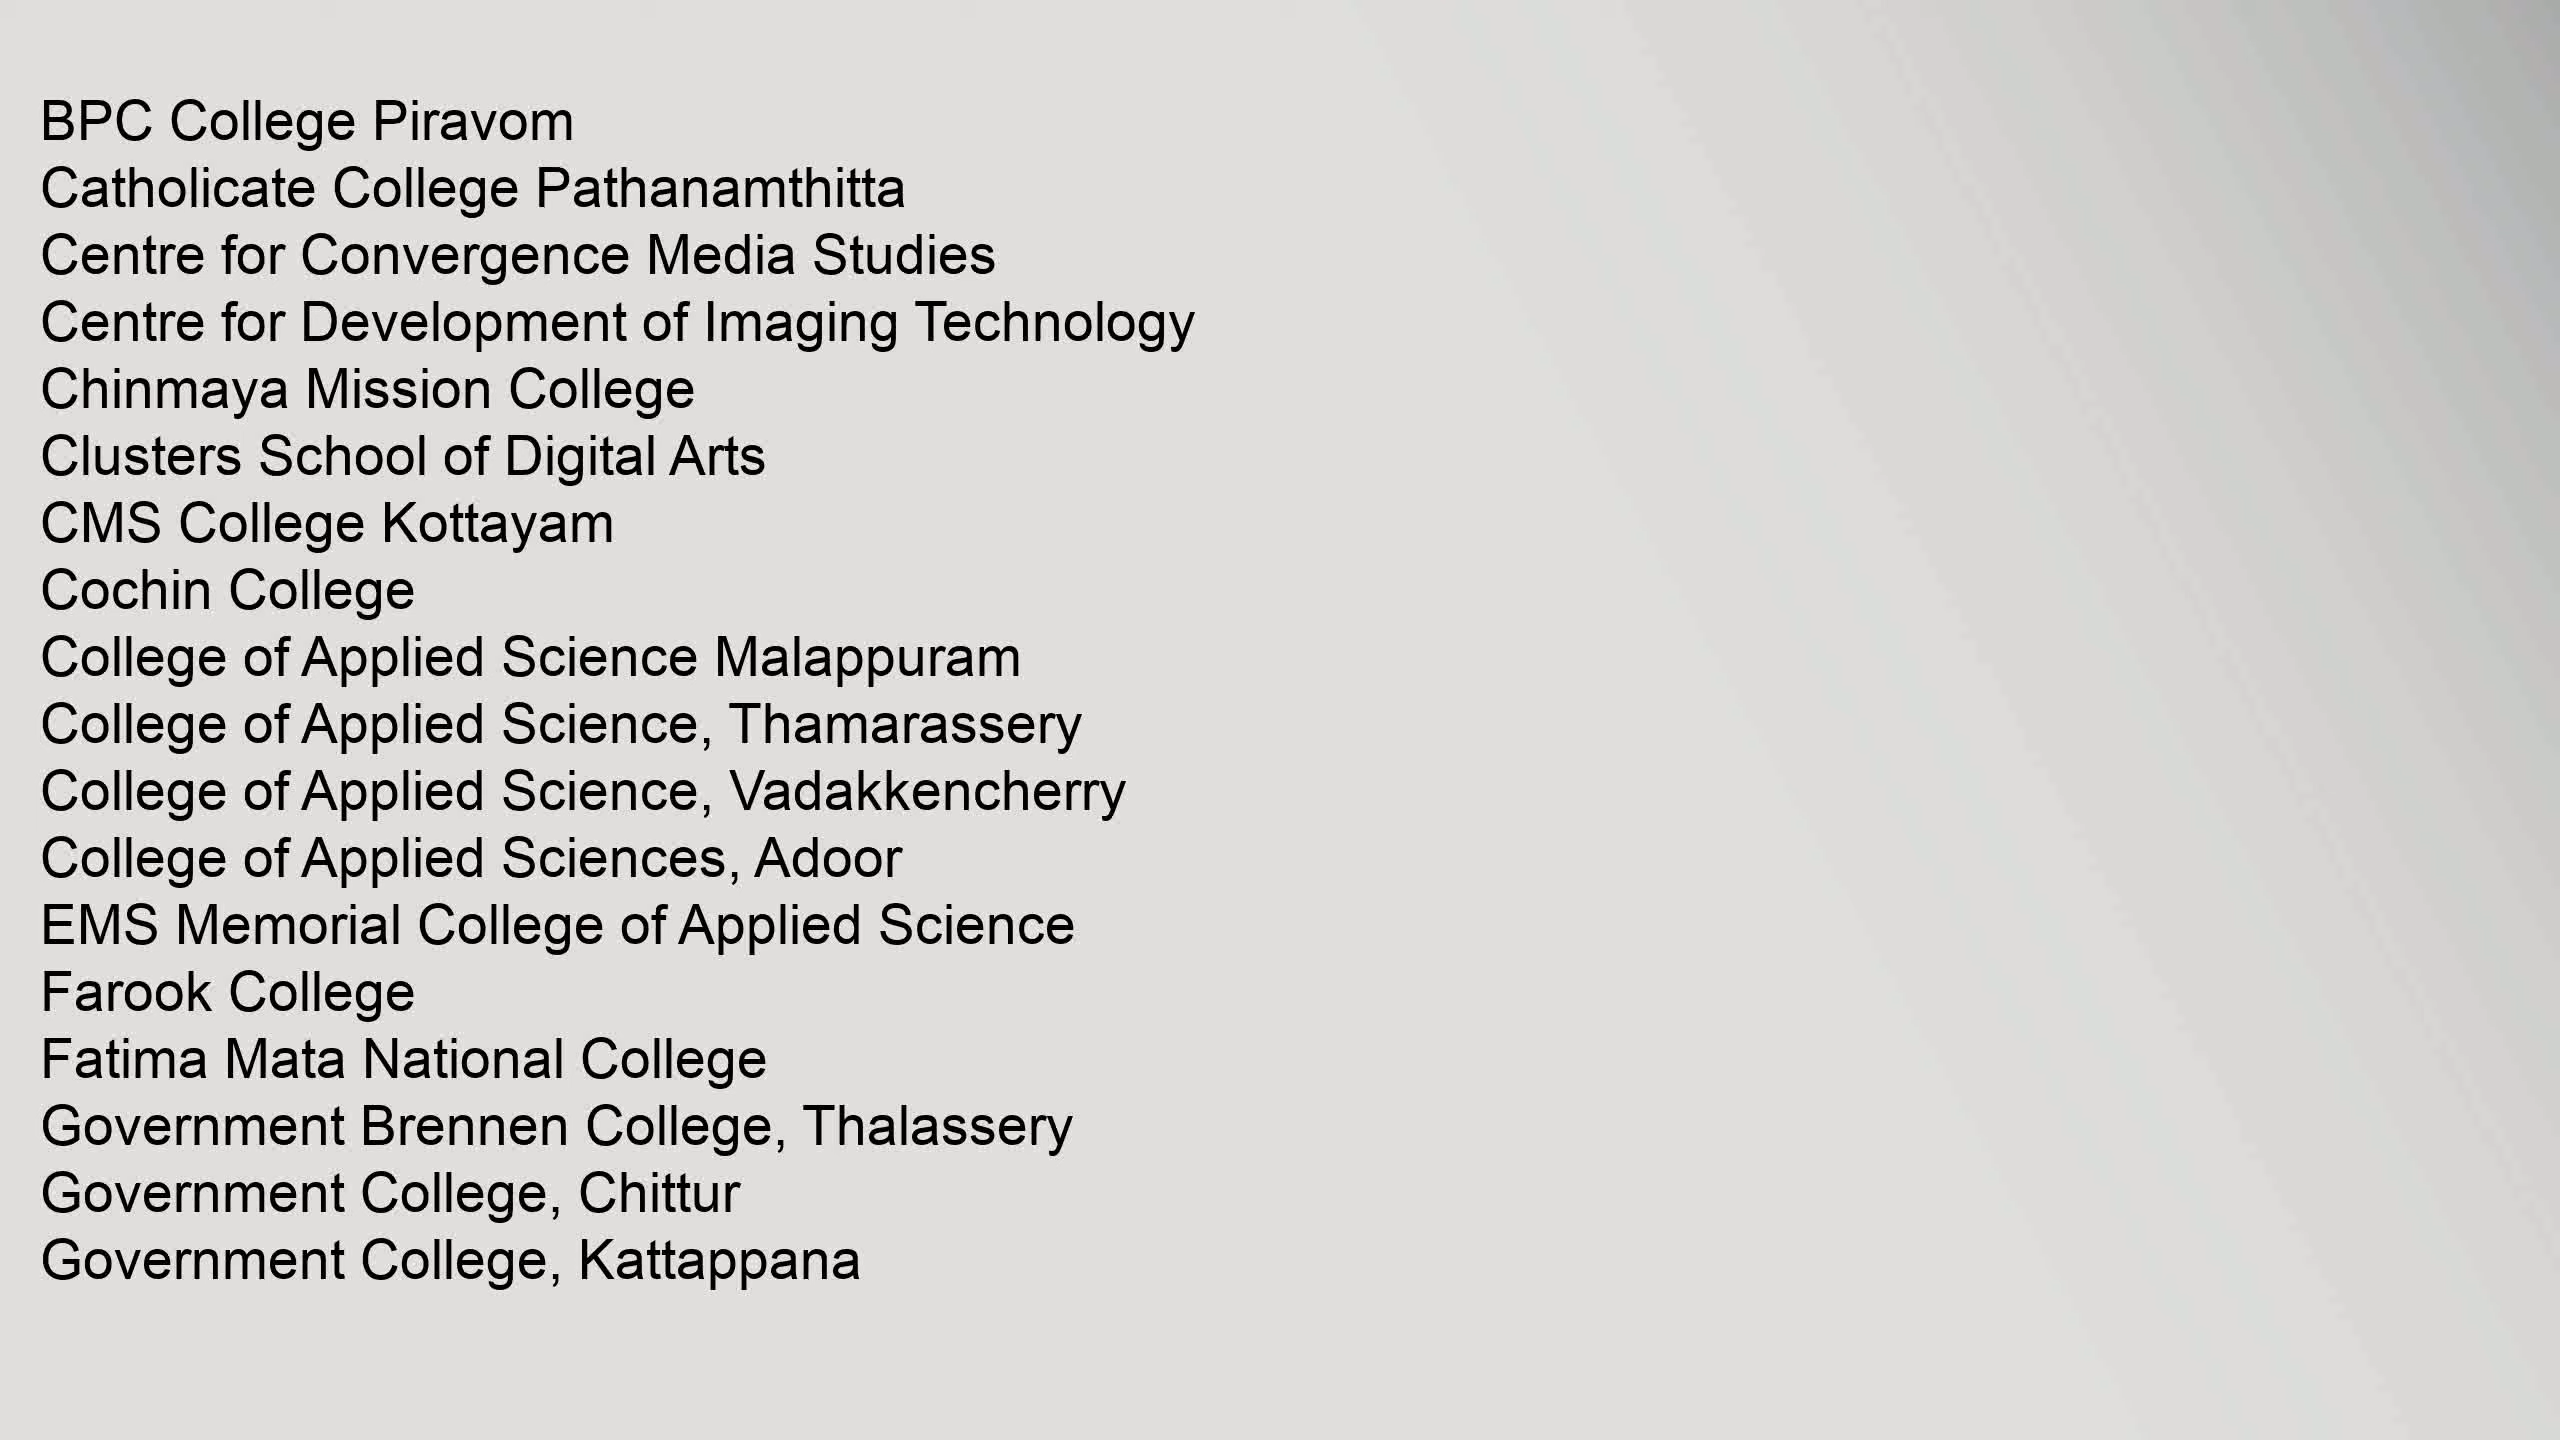 BPC College Piravom
Catholicate College Pathanamthitta
Centre for Convergence Media Studies
Centre for Development of Imaging Technology
Chinmaya Mission College
Clusters School of Digital Arts
CMS College Kottayam
Cochin College
College of Applied Science Malappuram
College of Applied Science, Thamarassery
College of Applied Science, Vadakkencherry
College of Applied Sciences, Adoor
EMS Memorial College of Applied Science
Farook College
Fatima Mata National College
Government Brennen College, Thalassery
Government College, Chittur
Government College, Kattappana